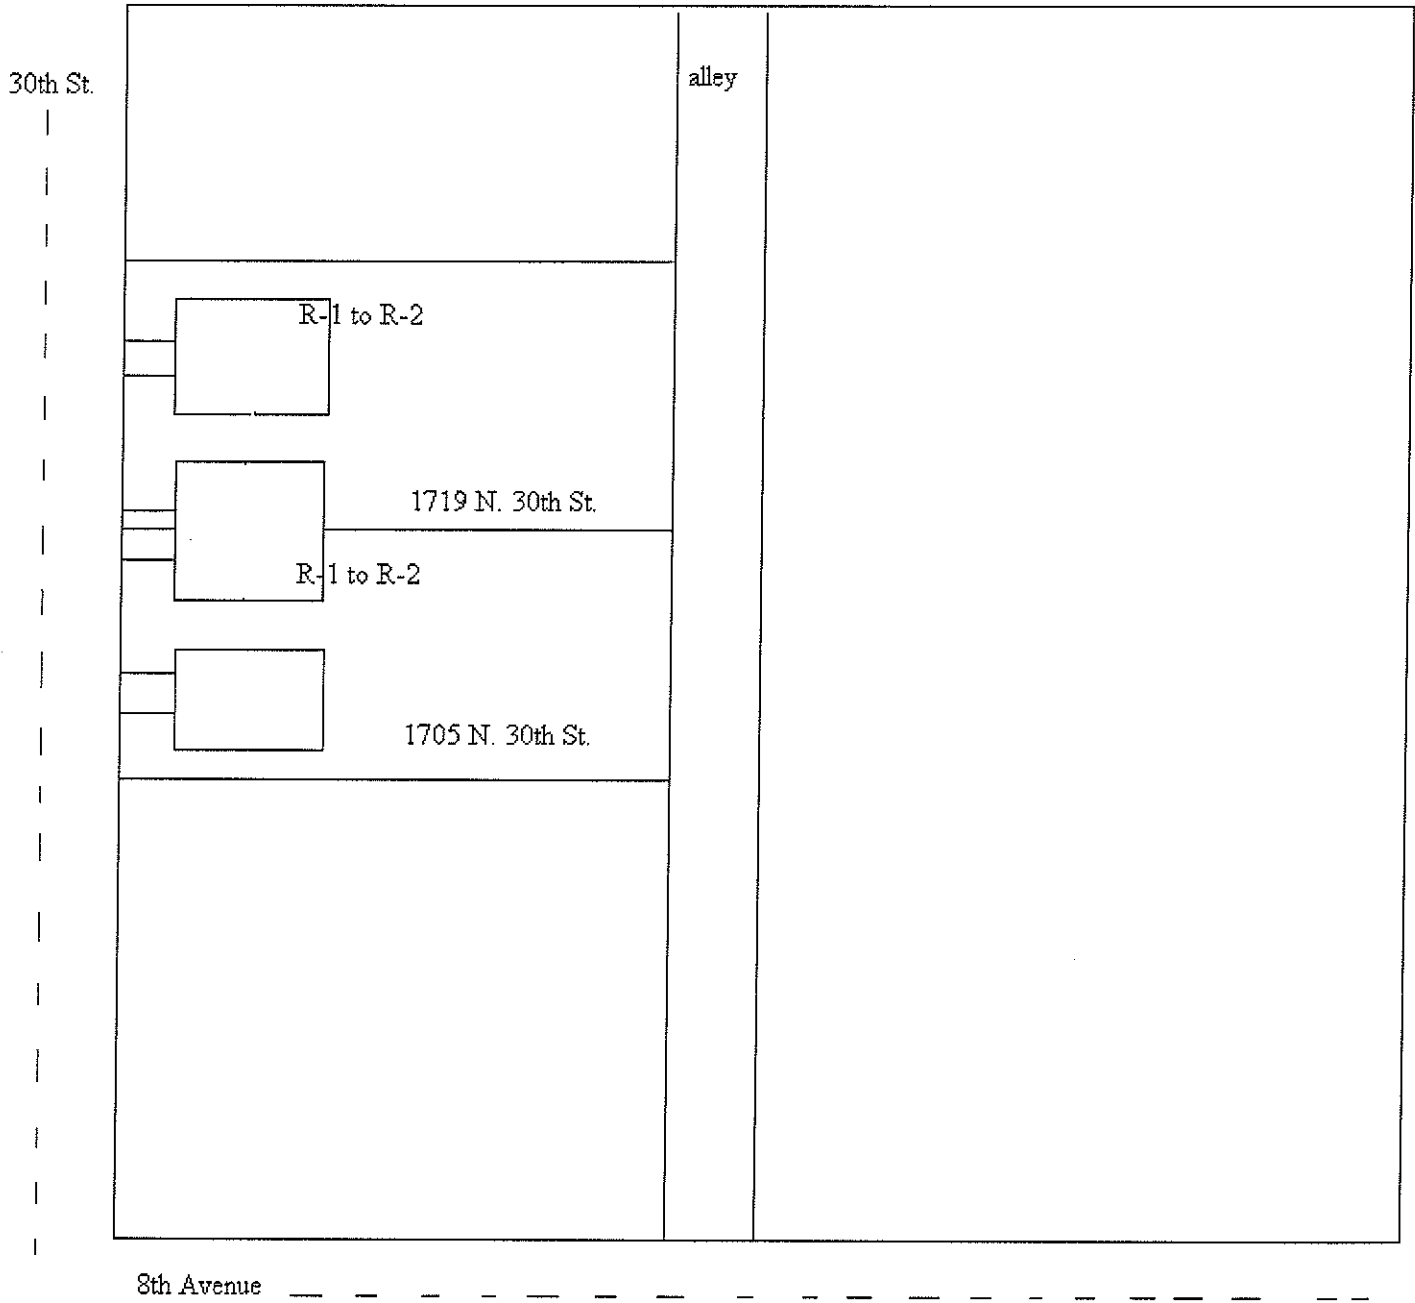 30th St.
alley
R-1 to R-2
1719 N. 30th St.
R-1 to R-2
1705 N. 30th St.
8th Avenue